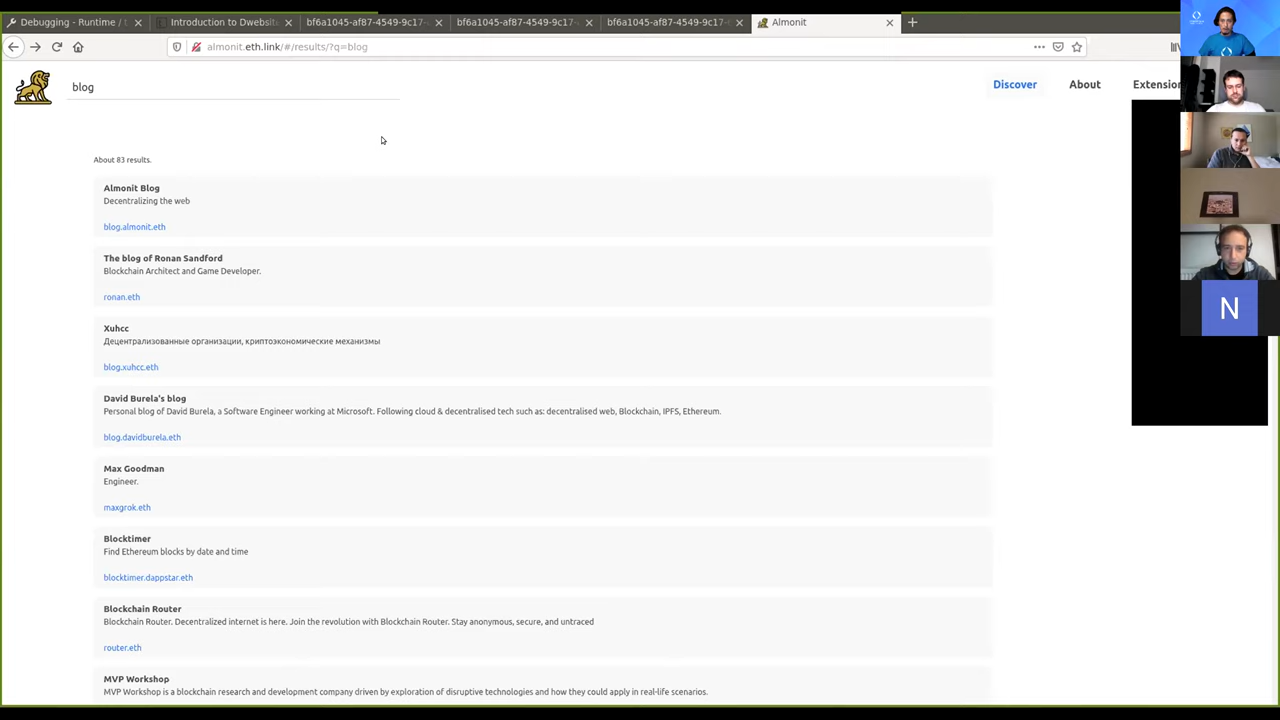 Debugging - Runtime / t
Introduction to Dwebsite
bf6a1045-af87-4549-9c17-
bf6a1045-af87-4549-9c17-
bf6a1045-af87-4549-9c17-
Almonit
almonit.eth.link/#/results/?q=blog
blog
Discover
About
Extension
About 83 results.
Almonit Blog
Decentralizing the web
blog.almonit.eth
The blog of Ronan Sandford
Blockchain Architect and Game Developer.
ronan.eth
Xuhcc
Децентрализованные организации, криптоэкономические механизмы
blog.xuhcc.eth
David Burela's blog
Personal blog of David Burela, a Software Engineer working at Microsoft. Following cloud & decentralised tech such as: decentralised web, Blockchain, IPFS, Ethereum.
blog.davidburela.eth
Max Goodman
Engineer.
maxgrok.eth
Blocktimer
Find Ethereum blocks by date and time
blocktimer.dappstar.eth
Blockchain Router
Blockchain Router. Decentralized internet is here. Join the revolution with Blockchain Router. Stay anonymous, secure, and untraced
router.eth
MVP Workshop
MVP Workshop is a blockchain research and development company driven by exploration of disruptive technologies and how they could apply in real-life scenarios.
N